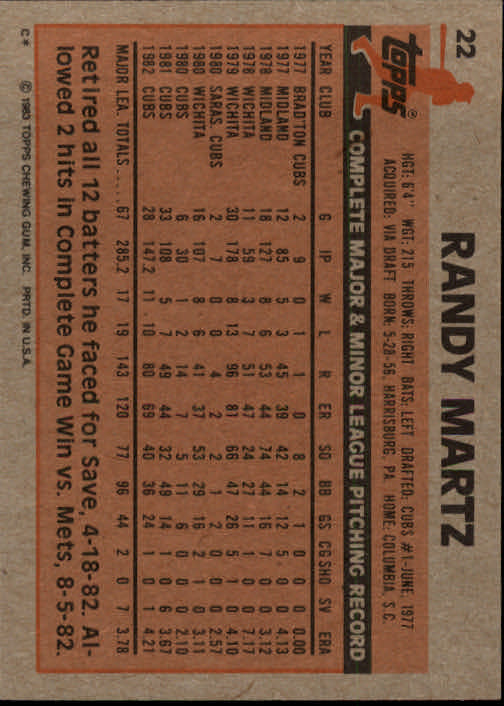 22
topps®
RANDY MARTZ
HGT: 6'4" WGT: 215 THROWS: RIGHT BATS: LEFT DRAFTED: CUBS #1-JUNE, 1977
ACQUIRED: VIA DRAFT BORN: 5-28-56, HARRISBURG, PA. HOME: COLUMBIA, S.C.
COMPLETE MAJOR & MINOR LEAGUE PITCHING RECORD
YEAR CLUB G IP W L R ER SO BB GS CG SHO SV ERA
1977 BRADTON CUBS 2 9 0 1 1 0 8 2 1 0 0 0 0.00
1977 MIDLAND 12 85 5 3 45 39 42 14 12 5 0 0 4.13
1978 MIDLAND 18 127 8 6 53 44 74 44 16 7 0 0 3.12
1978 WICHITA 11 59 3 7 51 47 24 27 11 1 0 0 7.17
1979 WICHITA 30 178 8 13 96 81 66 47 26 5 1 0 4.10
1980 SARAS. CUBS 2 7 0 0 4 2 2 1 2 0 0 0 2.57
1980 WICHITA 16 107 8 6 41 37 53 29 16 2 1 0 3.11
1980 CUBS 6 30 1 2 14 7 5 11 6 0 0 0 2.10
1981 CUBS 33 108 5 7 49 44 32 49 14 1 0 6 3.67
1982 CUBS 28 147.2 11 10 80 69 40 36 24 1 0 1 4.21
MAJOR LEA. TOTALS..... 67 285.2 17 19 143 120 77 96 44 2 0 7 3.78
Retired all 12 batters he faced for Save, 4-18-82. Al-
lowed 2 hits in Complete Game Win vs. Mets, 8-5-82.
C* © 1983 TOPPS CHEWING GUM, INC. PRTD. IN U.S.A.